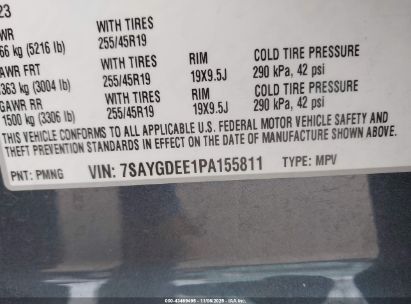 23
WR WITH TIRES
66 kg (5216 lb) 255/45R19
AWR FRT WITH TIRES RIM COLD TIRE PRESSURE
1363 kg (3004 lb) 255/45R19 19X9.5J 290 kPa, 42 psi
GAWR RR WITH TIRES RIM COLD TIRE PRESSURE
1500 kg (3306 lb) 255/45R19 19X9.5J 290 kPa, 42 psi
THIS VEHICLE CONFORMS TO ALL APPLICABLE U.S. FEDERAL MOTOR VEHICLE SAFETY AND
THEFT PREVENTION STANDARDS IN EFFECT ON THE DATE OF MANUFACTURE SHOWN ABOVE.
PNT: PMNG VIN: 7SAYGDEE1PA155811 TYPE: MPV